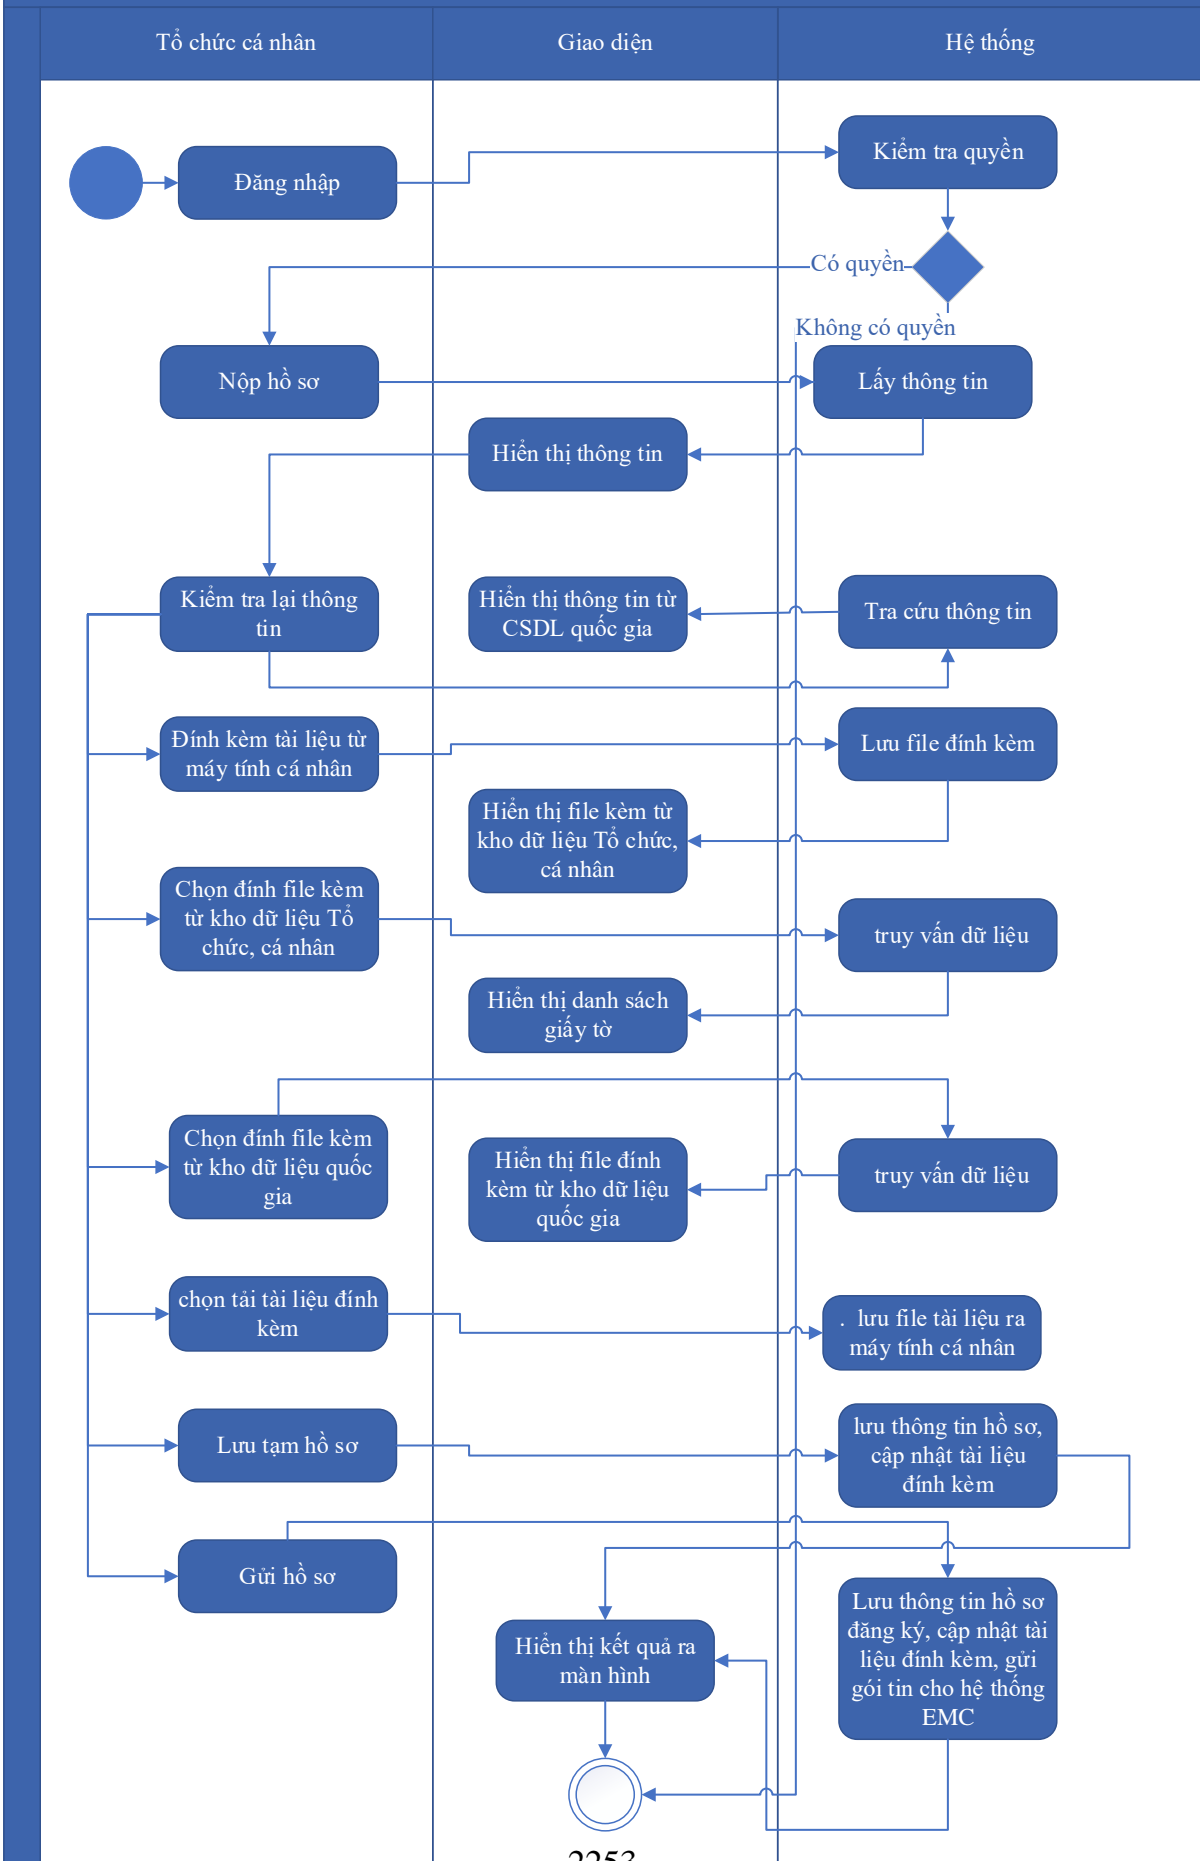 Tổ chức cá nhân
Giao diện
Hệ thống
Kiểm tra quyền
Đăng nhập
Có quyền
Không có quyền
Nộp hồ sơ
Lấy thông tin
Hiển thị thông tin
Kiểm tra lại thông
tin
Hiển thị thông tin từ
CSDL quốc gia
Tra cứu thông tin
Đính kèm tài liệu từ
máy tính cá nhân
Lưu file đính kèm
Hiển thị file kèm từ
kho dữ liệu Tổ chức,
cá nhân
Chọn đính file kèm
từ kho dữ liệu Tổ
chức, cá nhân
truy vấn dữ liệu
Hiển thị danh sách
giấy tờ
Chọn đính file kèm
từ kho dữ liệu quốc
gia
Hiển thị file đính
kèm từ kho dữ liệu
quốc gia
truy vấn dữ liệu
chọn tải tài liệu đính
kèm
. lưu file tài liệu ra
máy tính cá nhân
Lưu tạm hồ sơ
lưu thông tin hồ sơ,
cập nhật tài liệu
đính kèm
Gửi hồ sơ
Lưu thông tin hồ sơ
đăng ký, cập nhật tài
liệu đính kèm, gửi
gói tin cho hệ thống
EMC
Hiển thị kết quả ra
màn hình
2253